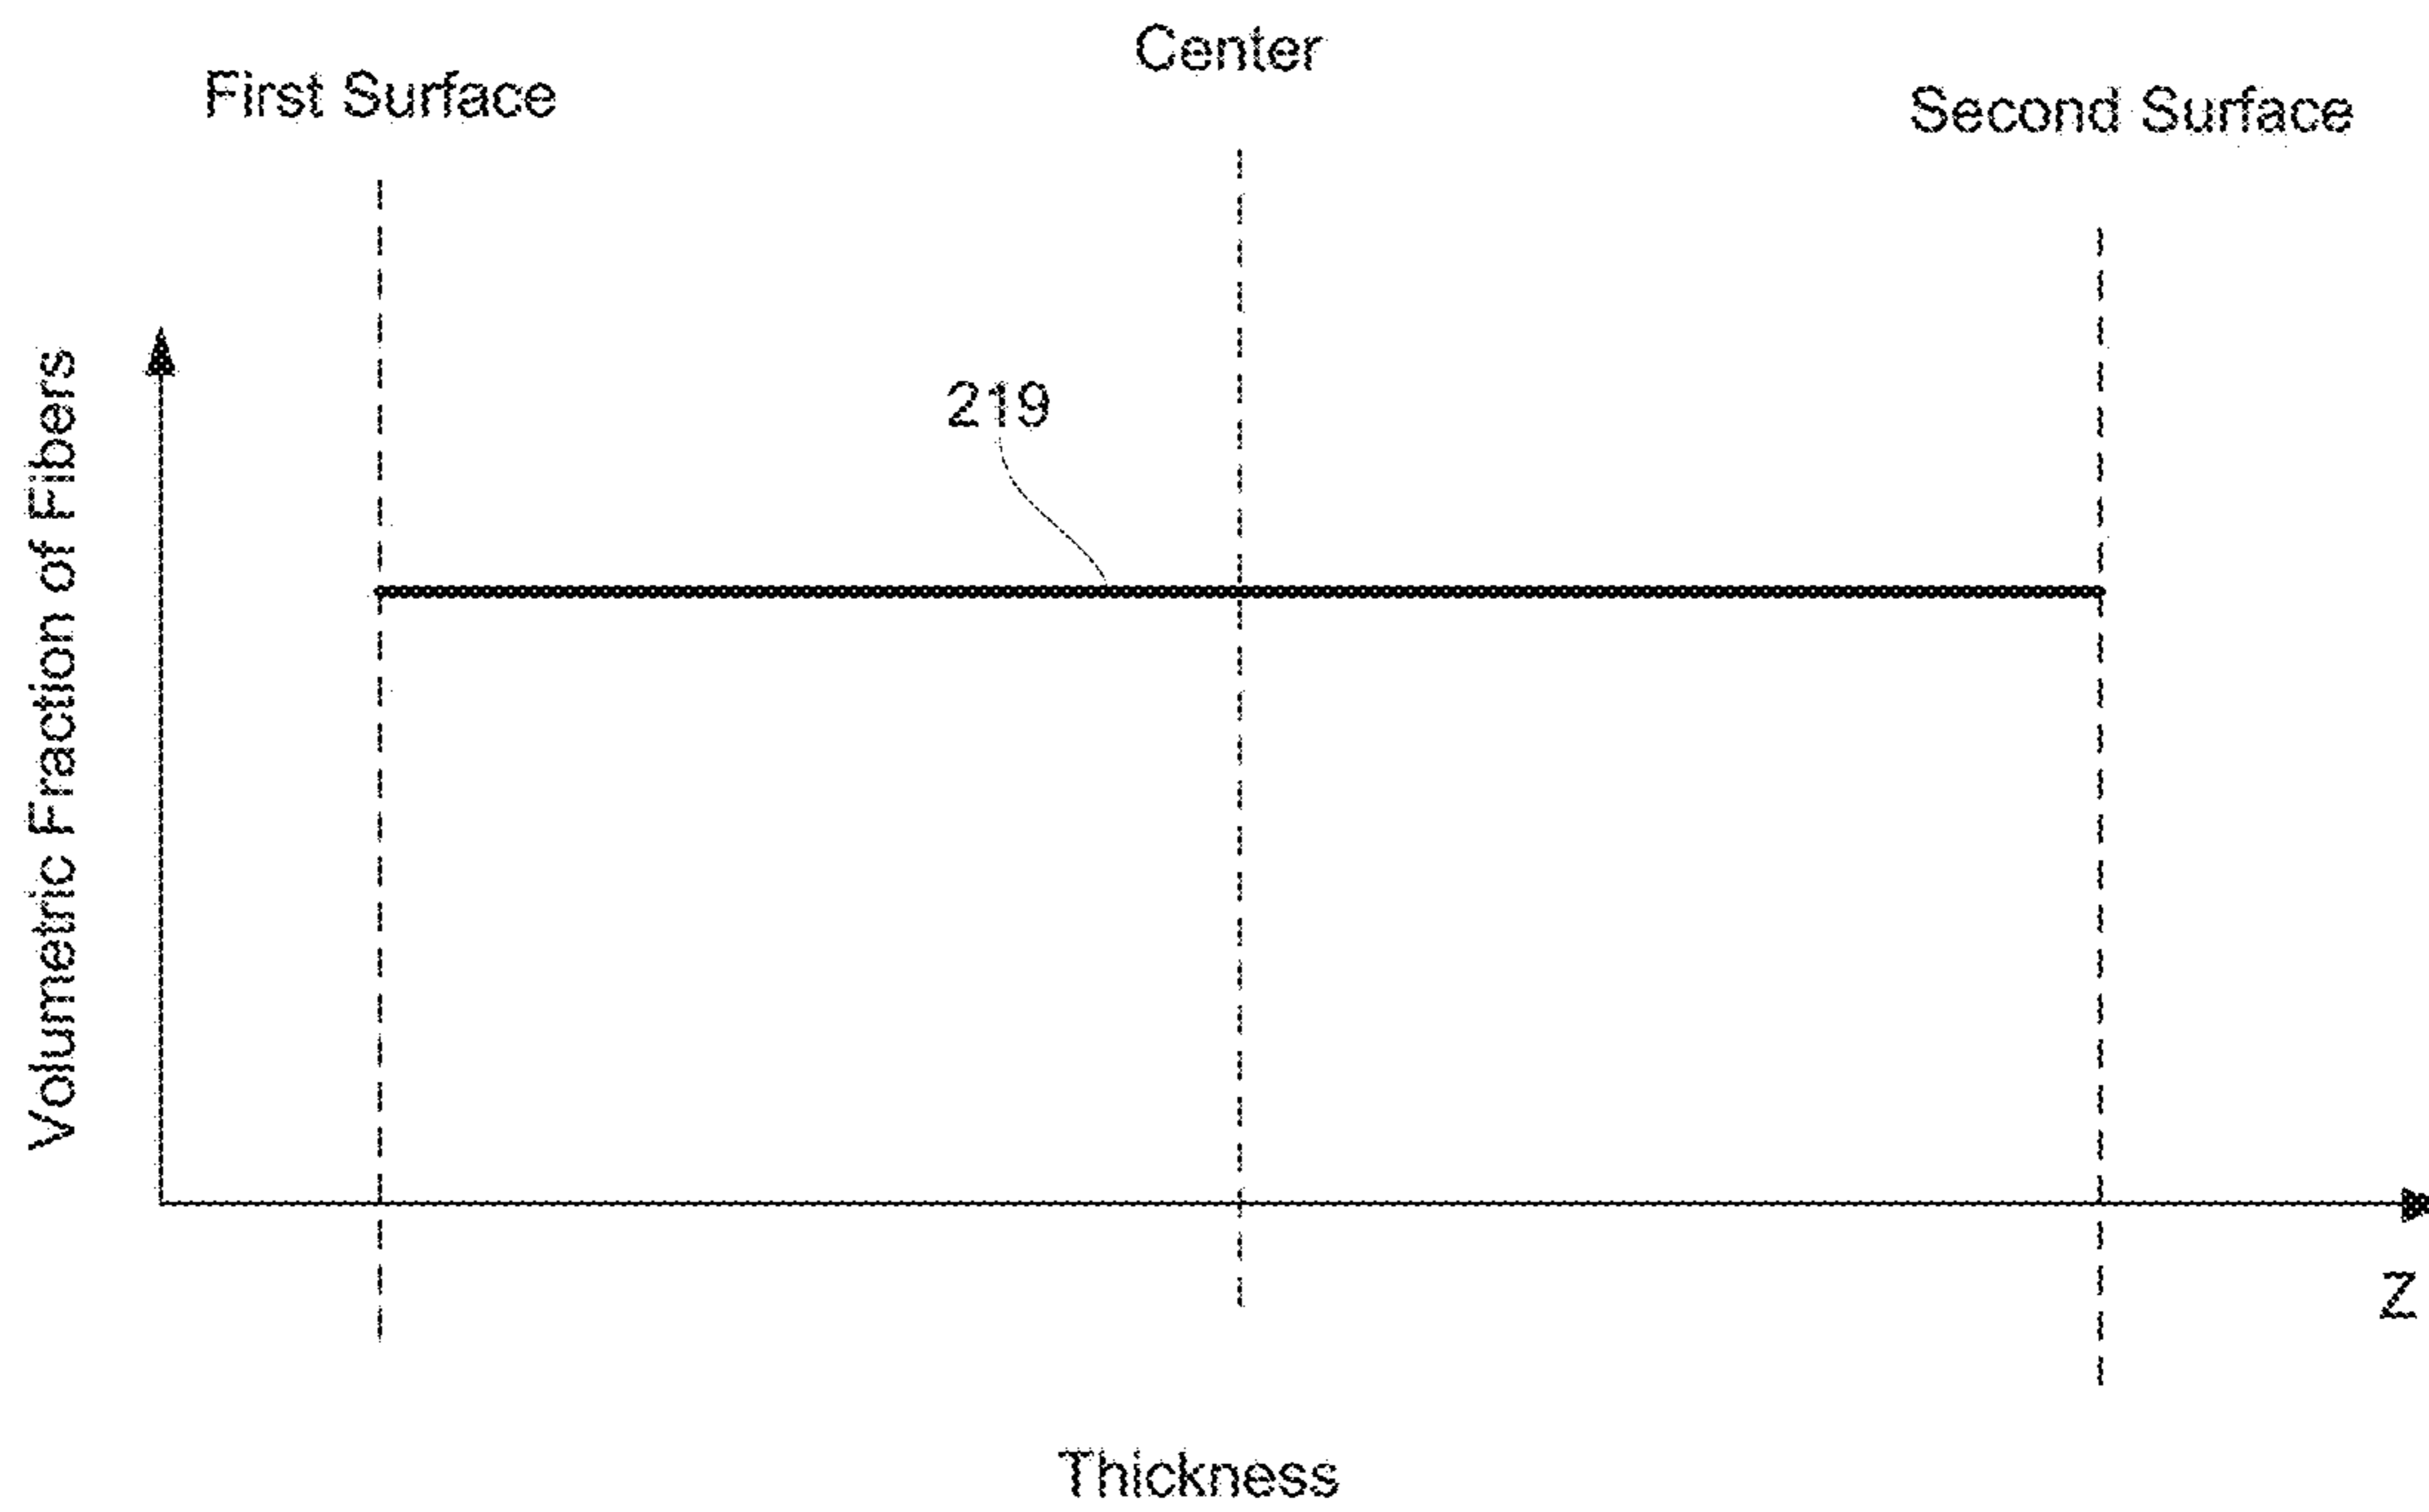 Center
First Surface
Second Surface
219
Volumetric Fraction of Fibers
Z
Thickness